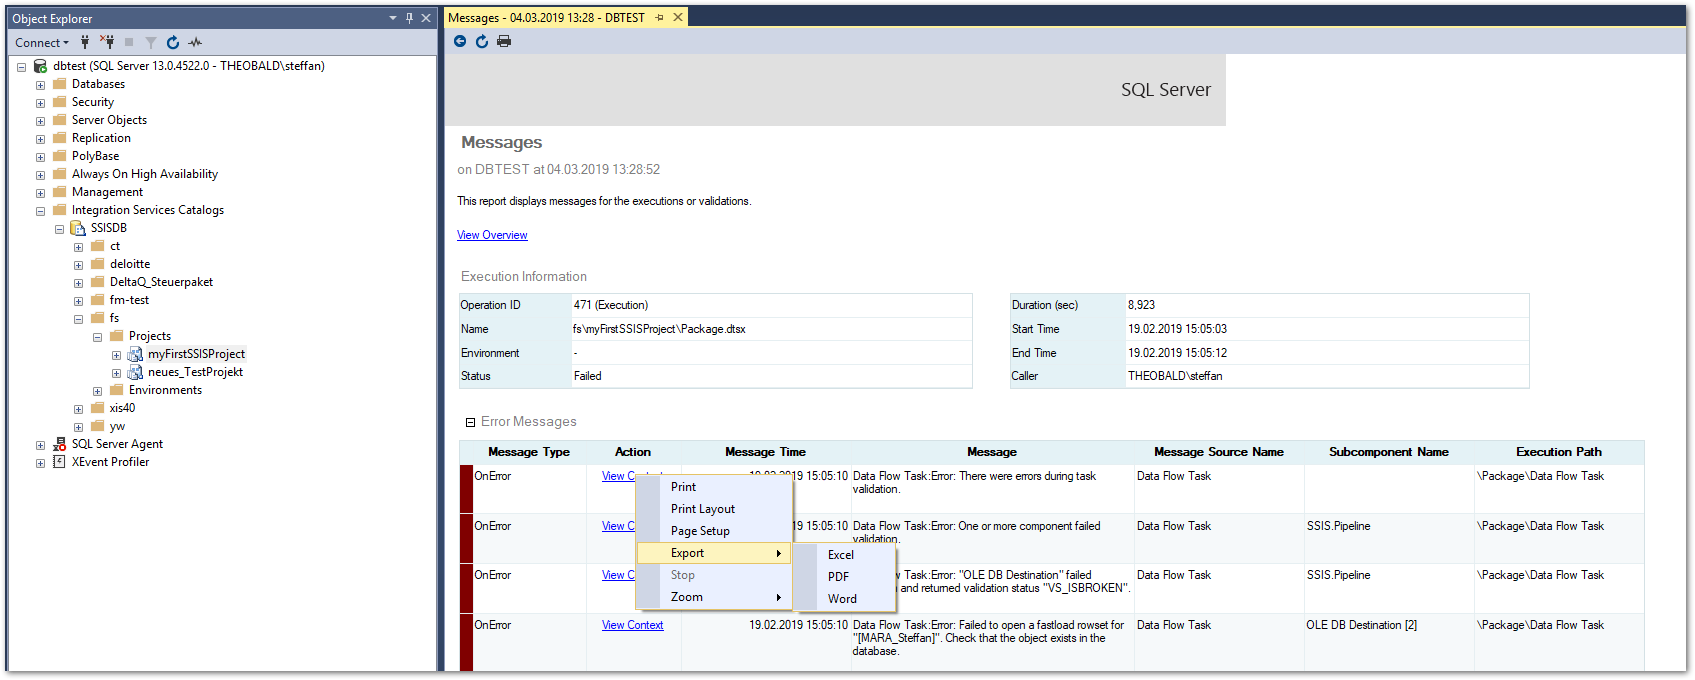 Object Explorer
Connect
dbtest (SQL Server 13.0.4522.0 - THEOBALD\steffan)
Databases
Security
Server Objects
Replication
PolyBase
Always On High Availability
Management
Integration Services Catalogs
SSISDB
ct
deloitte
DeltaQ_Steuerpaket
fm-test
fs
Projects
myFirstSSISProject
neues_TestProjekt
Environments
xis40
yw
SQL Server Agent
XEvent Profiler
Messages - 04.03.2019 13:28 - DBTEST
SQL Server
Messages
on DBTEST at 04.03.2019 13:28:52
This report displays messages for the executions or validations.
View Overview
Execution Information
Operation ID 471 (Execution)
Name fs\myFirstSSISProject\Package.dtsx
Environment -
Status Failed
Duration (sec) 8,923
Start Time 19.02.2019 15:05:03
End Time 19.02.2019 15:05:12
Caller THEOBALD\steffan
Error Messages
Message Type Action Message Time Message Message Source Name Subcomponent Name Execution Path
OnError View 15:05:10 Data Flow Task:Error: There were errors during task Data Flow Task \Package\Data Flow Task
validation.
OnError View 15:05:10 Data Flow Task:Error: One or more component failed Data Flow Task SSIS.Pipeline \Package\Data Flow Task
validation.
OnError View Task:Error: "OLE DB Destination" failed Data Flow Task SSIS.Pipeline \Package\Data Flow Task
and returned validation status "VS_ISBROKEN".
OnError View Context 19.02.2019 15:05:10 Data Flow Task:Error: Failed to open a fastload rowset for Data Flow Task OLE DB Destination [2] \Package\Data Flow Task
"[MARA_Steffan]". Check that the object exists in the
database.
Print
Print Layout
Page Setup
Export
Stop
Zoom
Excel
PDF
Word